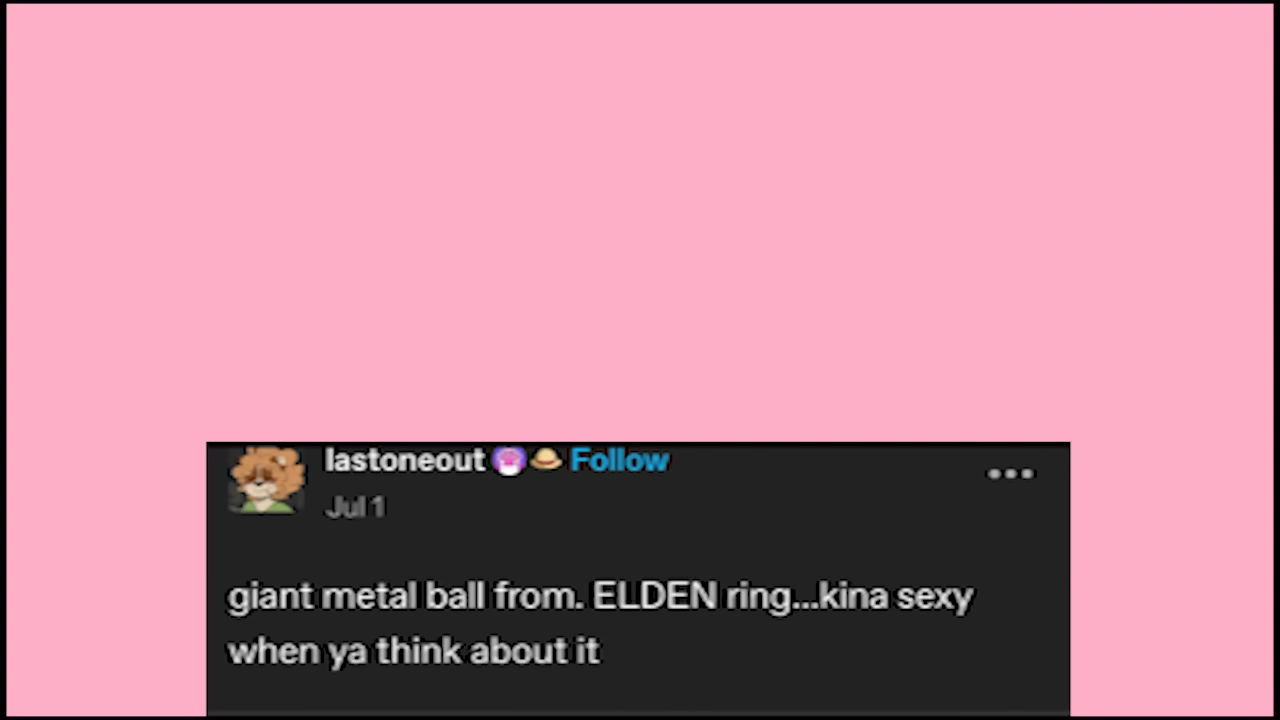 lastoneout Follow
Jul 1
giant metal ball from. ELDEN ring...kina sexy
when ya think about it